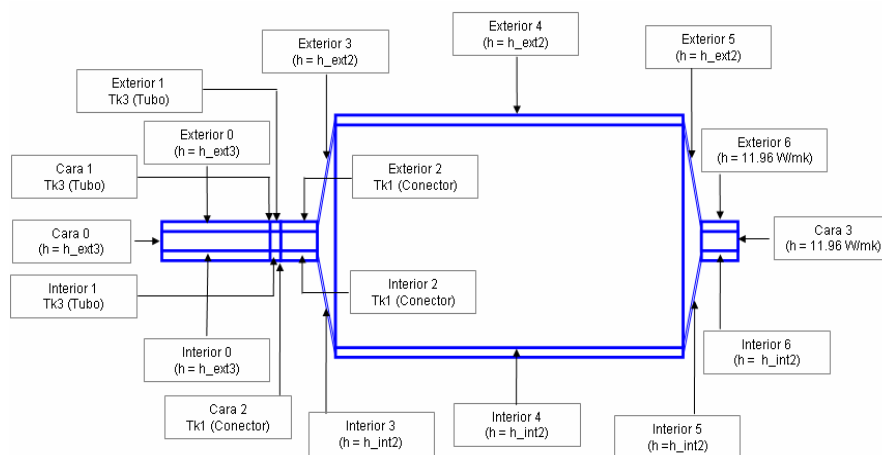 Exterior 4
(h = h_ext2)
Exterior 3
(h = h_ext2)
Exterior 5
(h = h_ext2)
Exterior 1
Tk3 (Tubo)
Exterior 0
(h = h_ext3)
Exterior 6
(h = 11.96 W/mk)
Cara 1
Tk3 (Tubo)
Exterior 2
Tk1 (Conector)
Cara 0
(h = h_ext3)
Cara 3
(h = 11.96 W/mk)
Interior 1
Tk3 (Tubo)
Interior 2
Tk1 (Conector)
Interior 0
(h = h_ext3)
Interior 6
(h = h_int2)
Cara 2
Tk1 (Conector)
Interior 3
(h = h_int2)
Interior 4
(h = h_int2)
Interior 5
(h =h_int2)